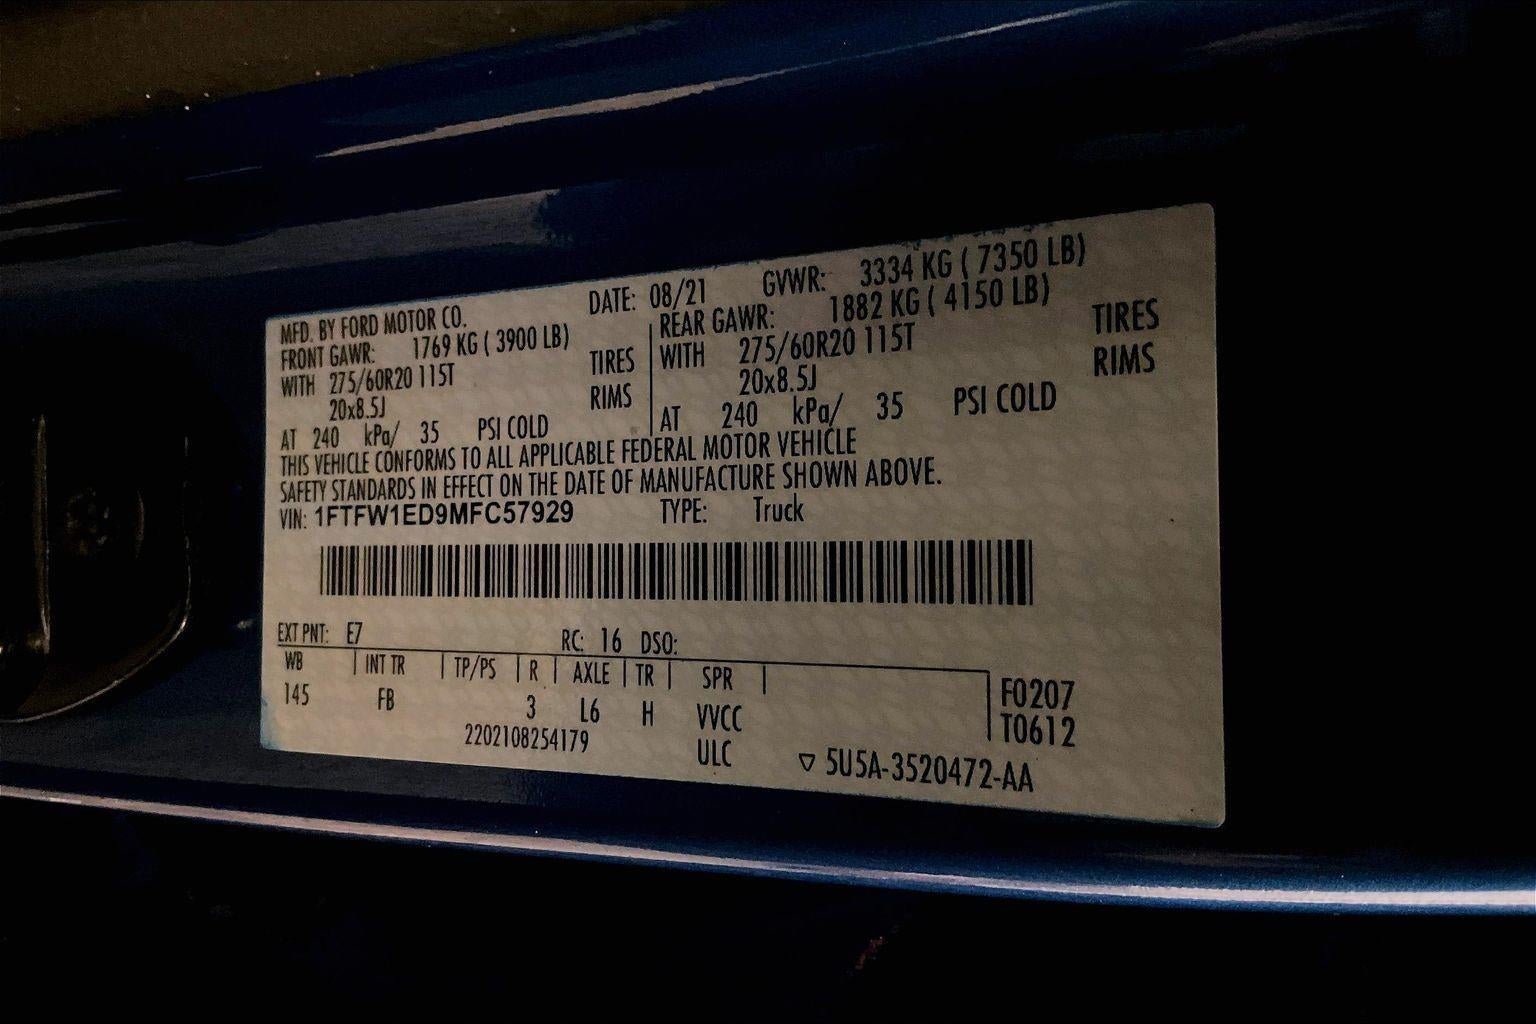 MFD. BY FORD MOTOR CO. DATE: 08/21 GVWR: 3334 KG ( 7350 LB)
FRONT GAWR: 1769 KG ( 3900 LB) REAR GAWR: 1882 KG ( 4150 LB)
WITH 275/60R20 115T TIRES WITH 275/60R20 115T TIRES
20x8.5J RIMS 20x8.5J RIMS
AT 240 kPa/ 35 PSI COLD AT 240 kPa/ 35 PSI COLD
THIS VEHICLE CONFORMS TO ALL APPLICABLE FEDERAL MOTOR VEHICLE
SAFETY STANDARDS IN EFFECT ON THE DATE OF MANUFACTURE SHOWN ABOVE.
VIN: 1FTFW1ED9MFC57929 TYPE: Truck
EXT PNT: E7 RC: 16 DSO:
WB INT TR TP/PS R AXLE TR SPR
145 FB 3 L6 H VVCC F0207
2202108254179 ULC T0612
▽ 5U5A-3520472-AA